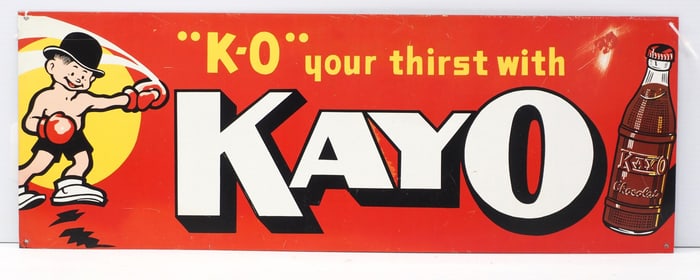 "K-O" your thirst with
KAYO
KAYO
Chocolate